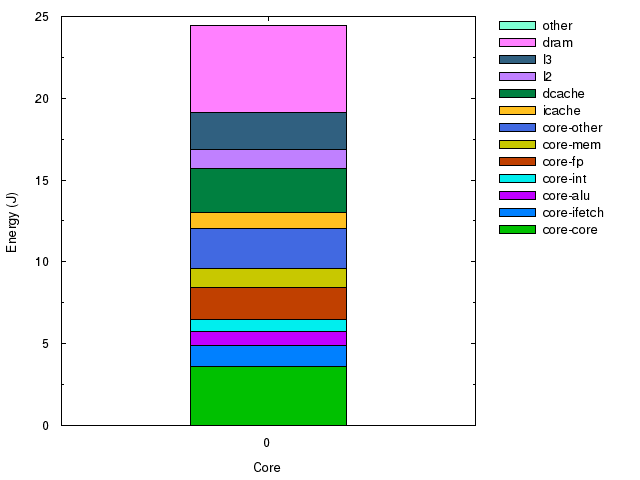 25
20
15
10
5
0
Energy (J)
0
Core
other
dram
l3
l2
dcache
icache
core-other
core-mem
core-fp
core-int
core-alu
core-ifetch
core-core